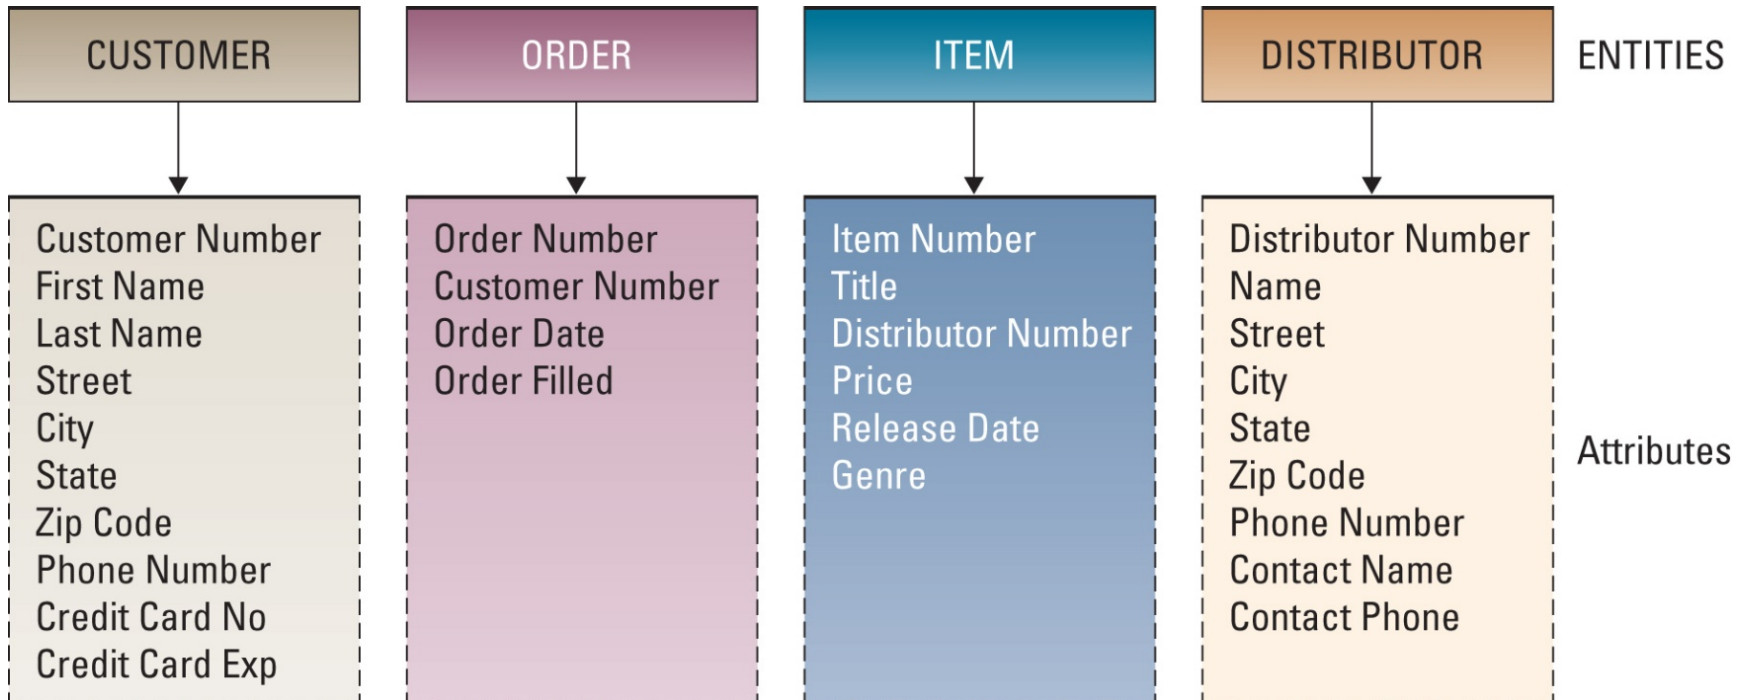 CUSTOMER
ORDER
ITEM
DISTRIBUTOR
ENTITIES
Customer Number
First Name
Last Name
Street
City
State
Zip Code
Phone Number
Credit Card No
Credit Card Exp
Order Number
Customer Number
Order Date
Order Filled
Item Number
Title
Distributor Number
Price
Release Date
Genre
Distributor Number
Name
Street
City
State
Zip Code
Phone Number
Contact Name
Contact Phone
Attributes